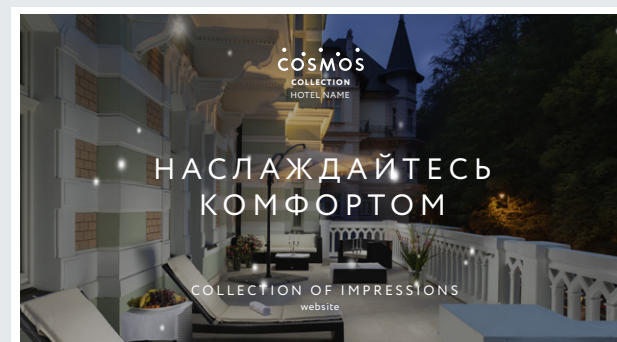 COSMOS
COLLECTION
HOTEL NAME
НАСЛАЖДАЙТЕСЬ
КОМФОРТОМ
COLLECTION OF IMPRESSIONS
website